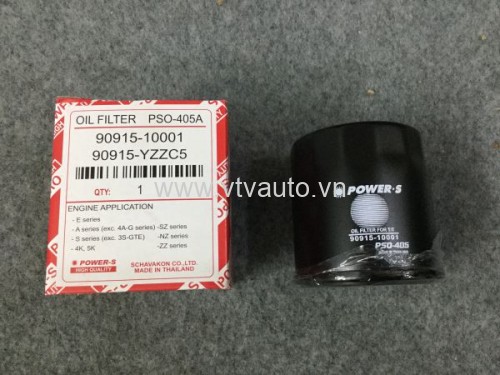 OIL FILTER PSO-405A
90915-10001
90915-YZZC5
QTY: 1
ENGINE APPLICATION
- E series
- A series (exc. 4A-G series) -SZ series
- S series (exc. 3S-GTE) -NZ series
- 4K, 5K -ZZ series
POWER-S
HIGH QUALITY
SCHAVAKON CO.,LTD.
MADE IN THAILAND
www.vtvauto.vn
POWER-S
OIL FILTER FOR
90915-10001
PSO-405